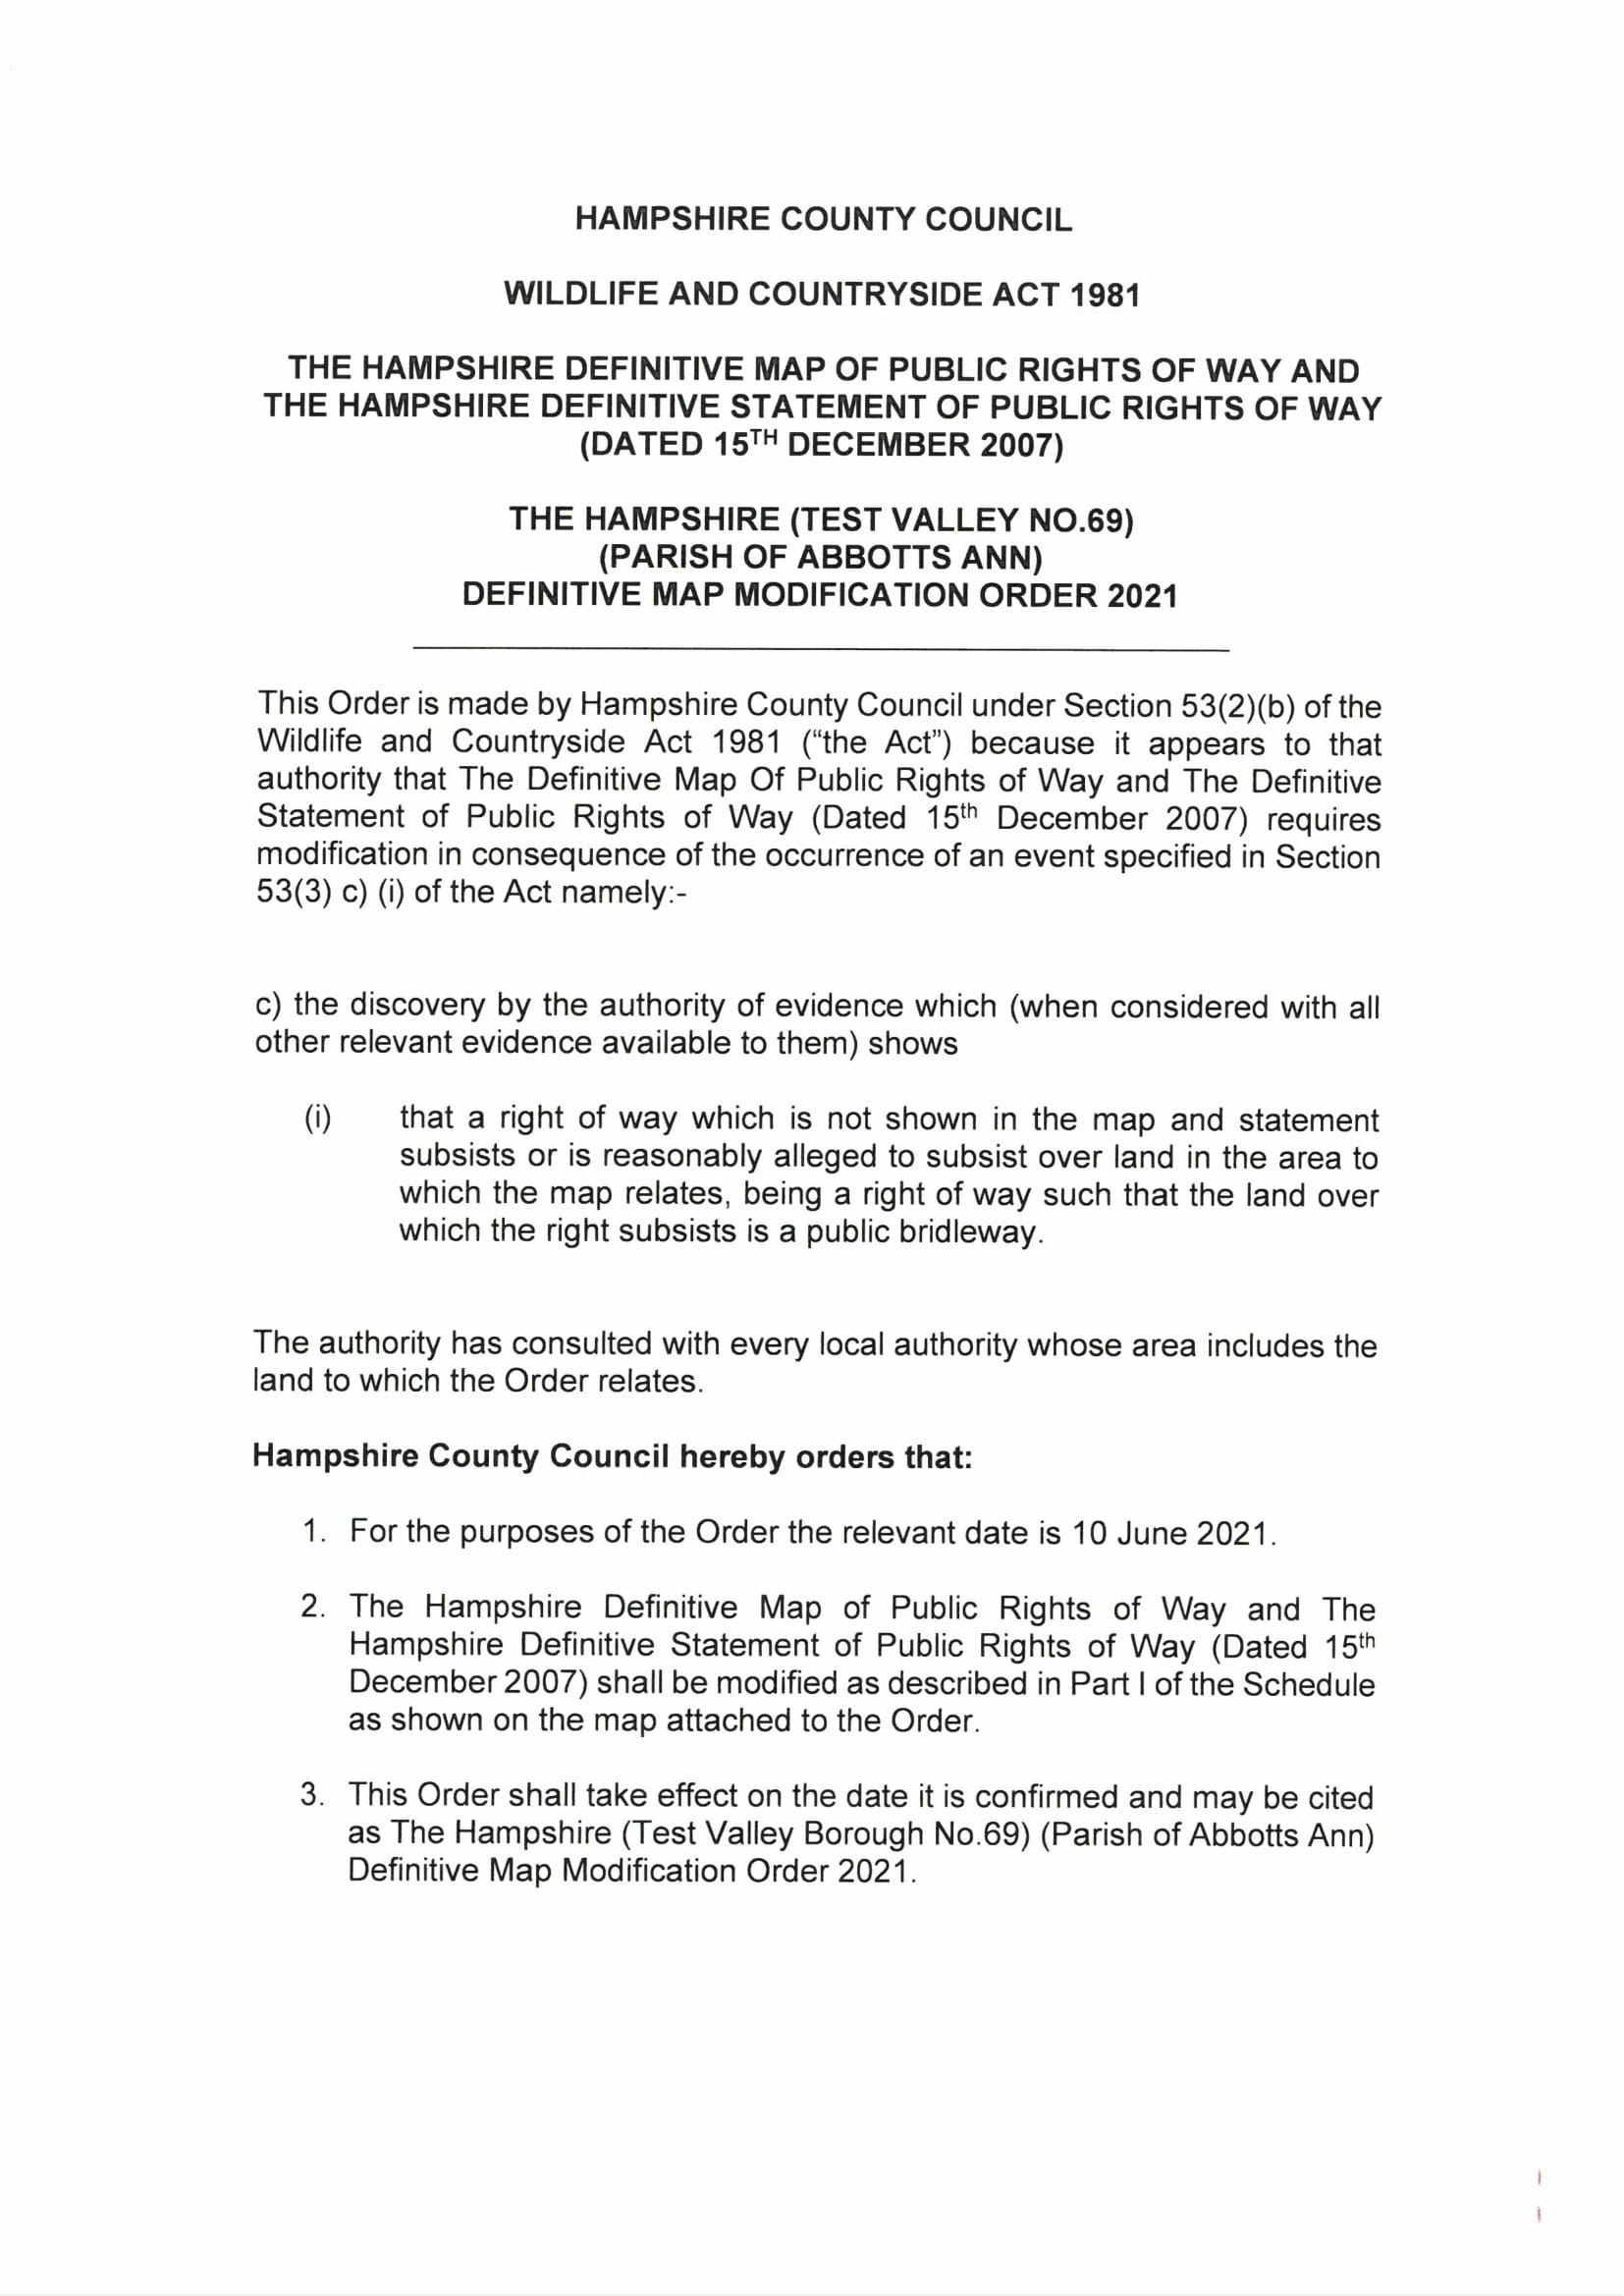 HAMPSHIRE COUNTY COUNCIL
WILDLIFE AND COUNTRYSIDE ACT 1981
THE HAMPSHIRE DEFINITIVE MAP OF PUBLIC RIGHTS OF WAY AND
THE HAMPSHIRE DEFINITIVE STATEMENT OF PUBLIC RIGHTS OF WAY
(DATED 15TH DECEMBER 2007)
THE HAMPSHIRE (TEST VALLEY NO.69)
(PARISH OF ABBOTTS ANN)
DEFINITIVE MAP MODIFICATION ORDER 2021
This Order is made by Hampshire County Council under Section 53(2)(b) of the
Wildlife and Countryside Act 1981 (“the Act”) because it appears to that
authority that The Definitive Map Of Public Rights of Way and The Definitive
Statement of Public Rights of Way (Dated 15th December 2007) requires
modification in consequence of the occurrence of an event specified in Section
53(3) c) (i) of the Act namely:-
c) the discovery by the authority of evidence which (when considered with all
other relevant evidence available to them) shows
(i) that a right of way which is not shown in the map and statement
subsists or is reasonably alleged to subsist over land in the area to
which the map relates, being a right of way such that the land over
which the right subsists is a public bridleway.
The authority has consulted with every local authority whose area includes the
land to which the Order relates.
Hampshire County Council hereby orders that:
1. For the purposes of the Order the relevant date is 10 June 2021.
2. The Hampshire Definitive Map of Public Rights of Way and The
Hampshire Definitive Statement of Public Rights of Way (Dated 15th
December 2007) shall be modified as described in Part I of the Schedule
as shown on the map attached to the Order.
3. This Order shall take effect on the date it is confirmed and may be cited
as The Hampshire (Test Valley Borough No.69) (Parish of Abbotts Ann)
Definitive Map Modification Order 2021.